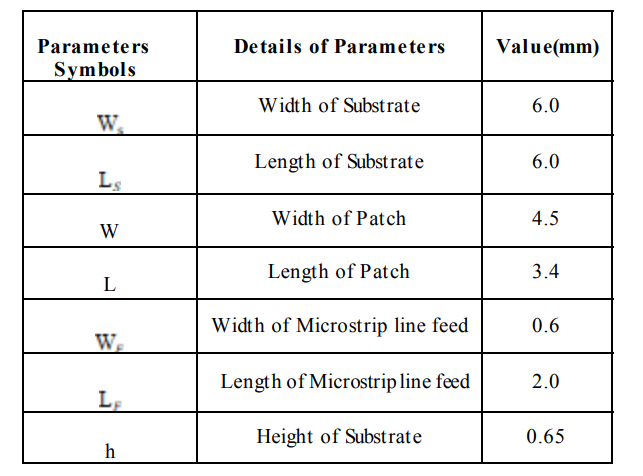 Parameters Symbols Details of Parameters Value(mm)
W_s Width of Substrate 6.0
L_S Length of Substrate 6.0
W Width of Patch 4.5
L Length of Patch 3.4
W_F Width of Microstrip line feed 0.6
L_F Length of Microstrip line feed 2.0
h Height of Substrate 0.65